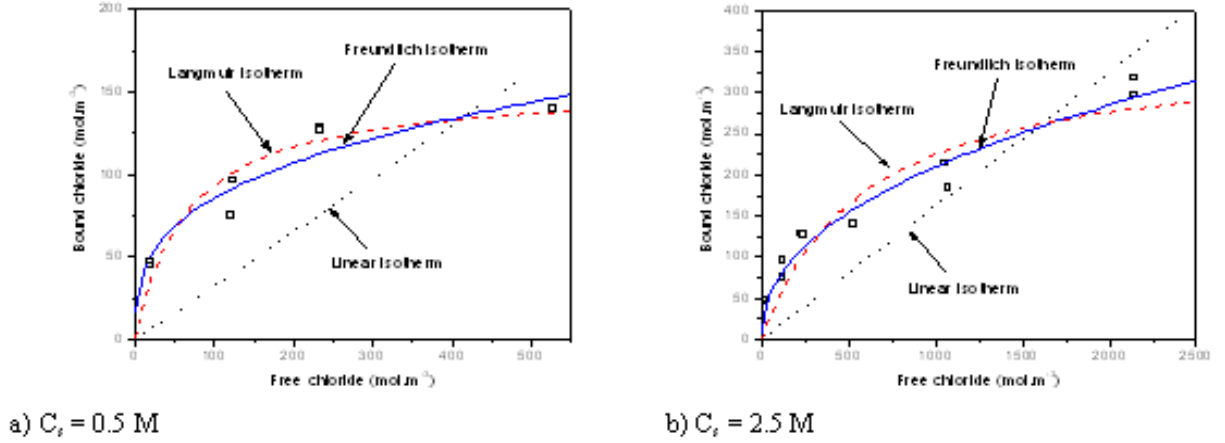 200
150
100
50
0
Bound chloride (mol.m⁻³)
Langmuir Isotherm
Freundlich Isotherm
Linear Isotherm
0 100 200 300 400 500
Free chloride (mol.m⁻³)
a) Cₛ = 0.5 M
400
350
300
250
200
150
100
50
0
Bound chloride (mol.m⁻³)
Freundlich Isotherm
Langmuir Isotherm
Linear Isotherm
0 500 1000 1500 2000 2500
Free chloride (mol.m⁻³)
b) Cₛ = 2.5 M